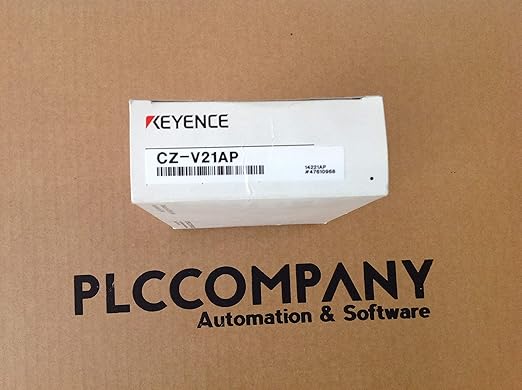 KEYENCE
CZ-V21AP
14221AP
#47610968
PLCCOMPANY
Automation & Software